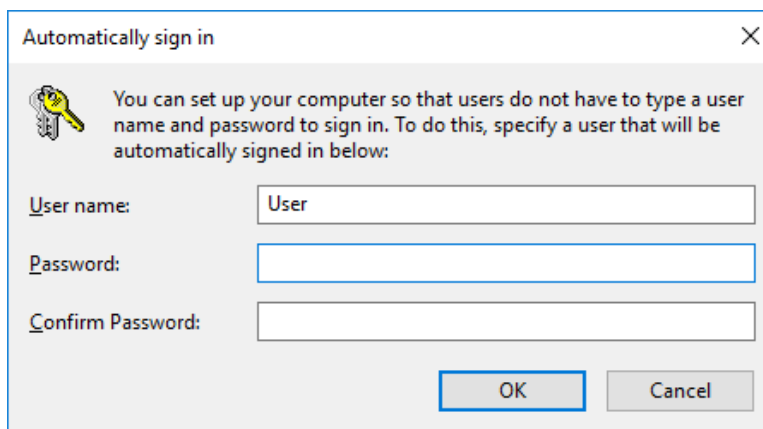 Automatically sign in
You can set up your computer so that users do not have to type a user
name and password to sign in. To do this, specify a user that will be
automatically signed in below:
User name:
User
Password:
Confirm Password:
OK
Cancel